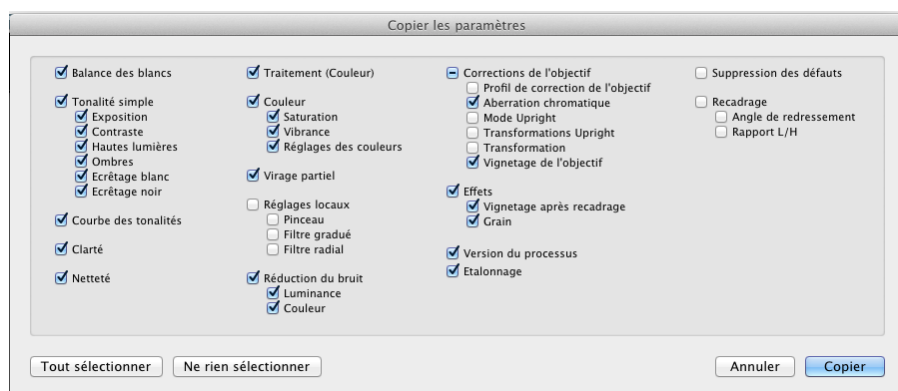 Copier les paramètres
Balance des blancs
Tonalité simple
Exposition
Contraste
Hautes lumières
Ombres
Ecrêtage blanc
Ecrêtage noir
Courbe des tonalités
Clarté
Netteté
Traitement (Couleur)
Couleur
Saturation
Vibrance
Réglages des couleurs
Virage partiel
Réglages locaux
Pinceau
Filtre gradué
Filtre radial
Réduction du bruit
Luminance
Couleur
Corrections de l'objectif
Profil de correction de l'objectif
Aberration chromatique
Mode Upright
Transformations Upright
Transformation
Vignetage de l'objectif
Effets
Vignetage après recadrage
Grain
Version du processus
Etalonnage
Suppression des défauts
Recadrage
Angle de redressement
Rapport L/H
Tout sélectionner
Ne rien sélectionner
Annuler
Copier